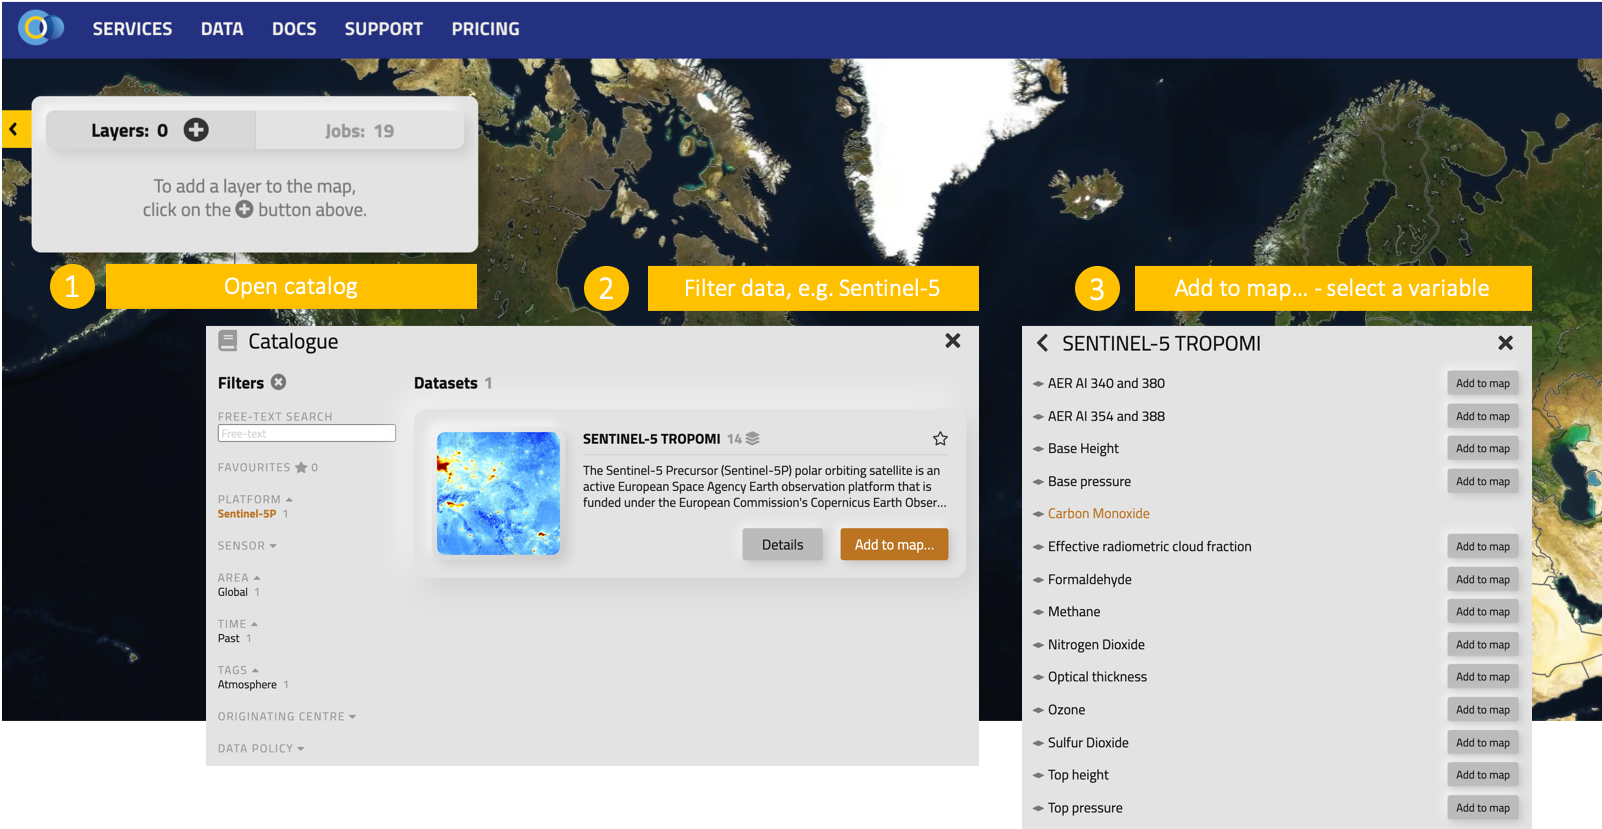 SERVICES DATA DOCS SUPPORT PRICING
Layers: 0
Jobs: 19
To add a layer to the map,
click on the button above.
1 Open catalog
2 Filter data, e.g. Sentinel-5
3 Add to map... - select a variable
Catalogue
Filters
FREE-TEXT SEARCH
Free-text
FAVOURITES 0
PLATFORM
Sentinel-5P 1
SENSOR
AREA
Global 1
TIME
Past 1
TAGS
Atmosphere 1
ORIGINATING CENTRE
DATA POLICY
Datasets 1
SENTINEL-5 TROPOMI 14
The Sentinel-5 Precursor (Sentinel-5P) polar orbiting satellite is an
active European Space Agency Earth observation platform that is
funded under the European Commission's Copernicus Earth Obser...
Details
Add to map...
SENTINEL-5 TROPOMI
AER AI 340 and 380 Add to map
AER AI 354 and 388 Add to map
Base Height Add to map
Base pressure Add to map
Carbon Monoxide
Effective radiometric cloud fraction Add to map
Formaldehyde Add to map
Methane Add to map
Nitrogen Dioxide Add to map
Optical thickness Add to map
Ozone Add to map
Sulfur Dioxide Add to map
Top height Add to map
Top pressure Add to map